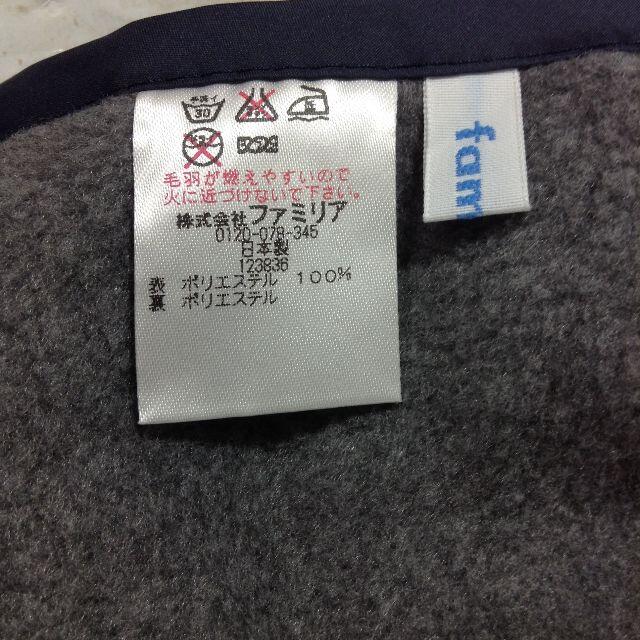 30
毛羽が燃えやすいので
火に近づけないで下さい。
株式会社ファミリア
0120-078-345
日本製
123836
表 ポリエステル 100%
裏 ポリエステル
fam